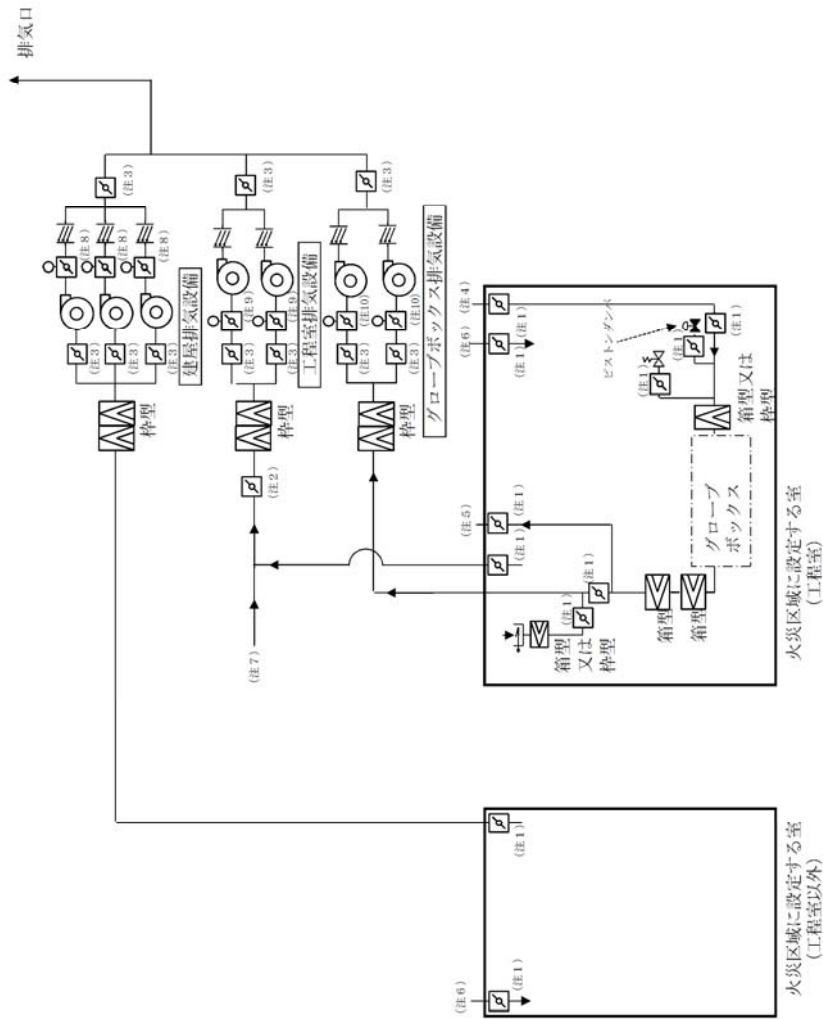 排気口
(注3)
(注3)
(注3)
(注8)
(注8)
(注8)
(注3)
(注3)
(注3)
建屋排気設備
枠型
(注9)
(注9)
(注3)
(注3)
工程室排気設備
枠型
(注2)
(注7)
(注10)
(注10)
(注3)
(注3)
グローブボックス排気設備
枠型
(注4)
(注6)
(注1)
(注1)
ピストンダンパ
(注1)
(注1)
箱型又は
枠型
グローブ
ボックス
(注5)
(注1)
(注1)
(注1)
(注1)
箱型
箱型
箱型
又は
枠型
火災区域に設定する室
(工程室)
(注1)
(注6)
(注1)
火災区域に設定する室
(工程室以外)